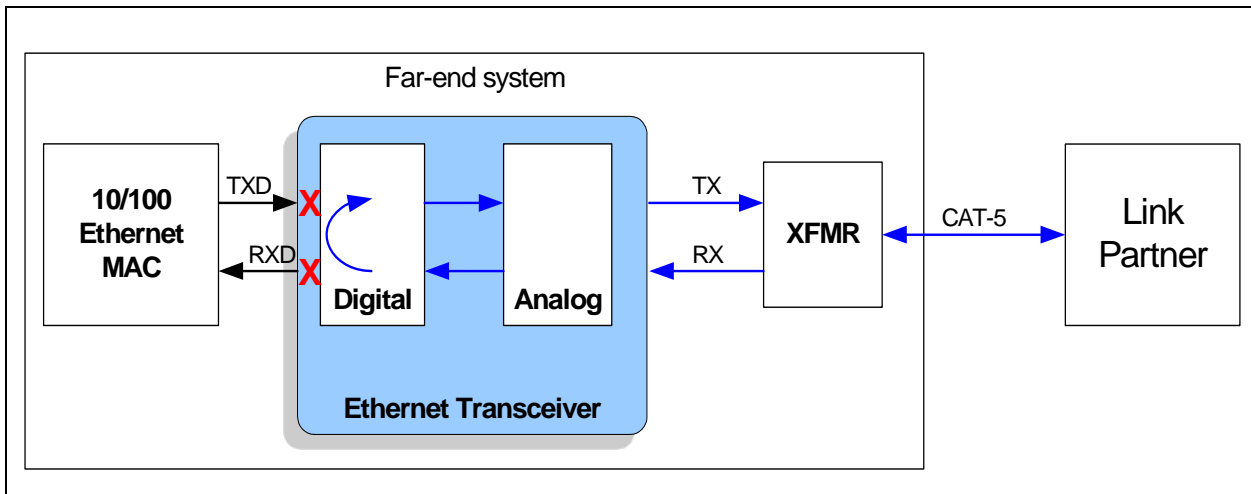 Far-end system
10/100
Ethernet
MAC
TXD
RXD
X
X
Digital
Analog
Ethernet Transceiver
TX
RX
XFMR
CAT-5
Link
Partner